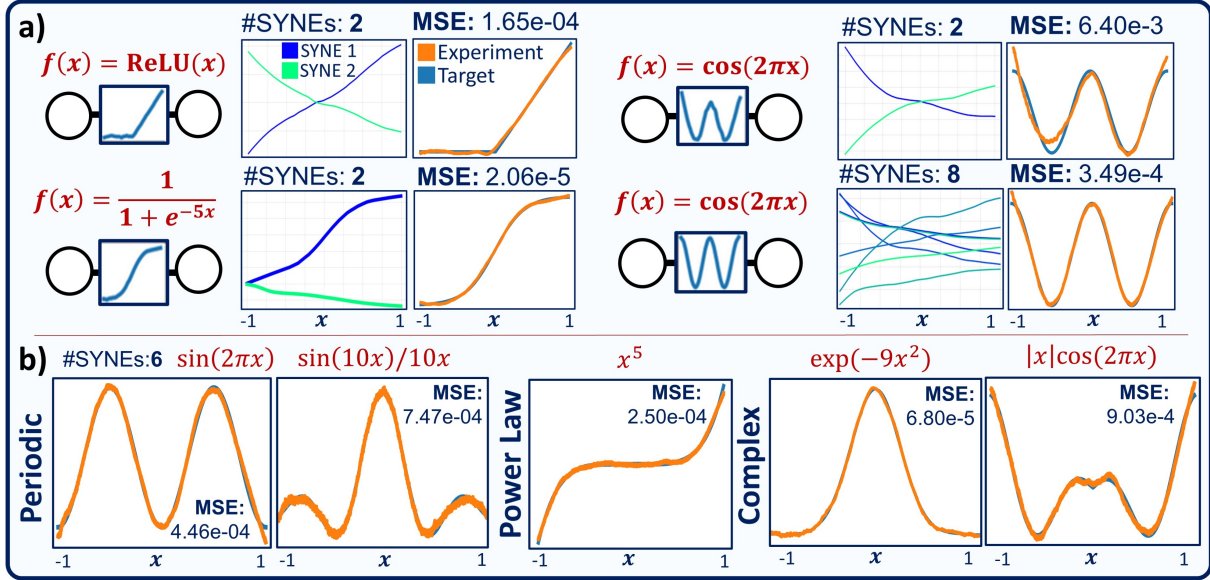 a)
#SYNEs: 2
MSE: 1.65e-04
f(x) = ReLU(x)
SYNE 1
SYNE 2
Experiment
Target
#SYNEs: 2
MSE: 6.40e-3
f(x) = cos(2πx)
f(x) = 1 / 1 + e^{-5x}
#SYNEs: 2
MSE: 2.06e-5
-1 x 1
-1 x 1
f(x) = cos(2πx)
#SYNEs: 8
MSE: 3.49e-4
-1 x 1
-1 x 1
b)
#SYNEs:6
sin(2πx)
sin(10x)/10x
x^5
exp(−9x^2)
|x|cos(2πx)
Periodic
MSE:
4.46e-04
-1 x 1
MSE:
7.47e-04
-1 x 1
Power Law
MSE:
2.50e-04
-1 x 1
Complex
MSE:
6.80e-5
-1 x 1
MSE:
9.03e-4
-1 x 1